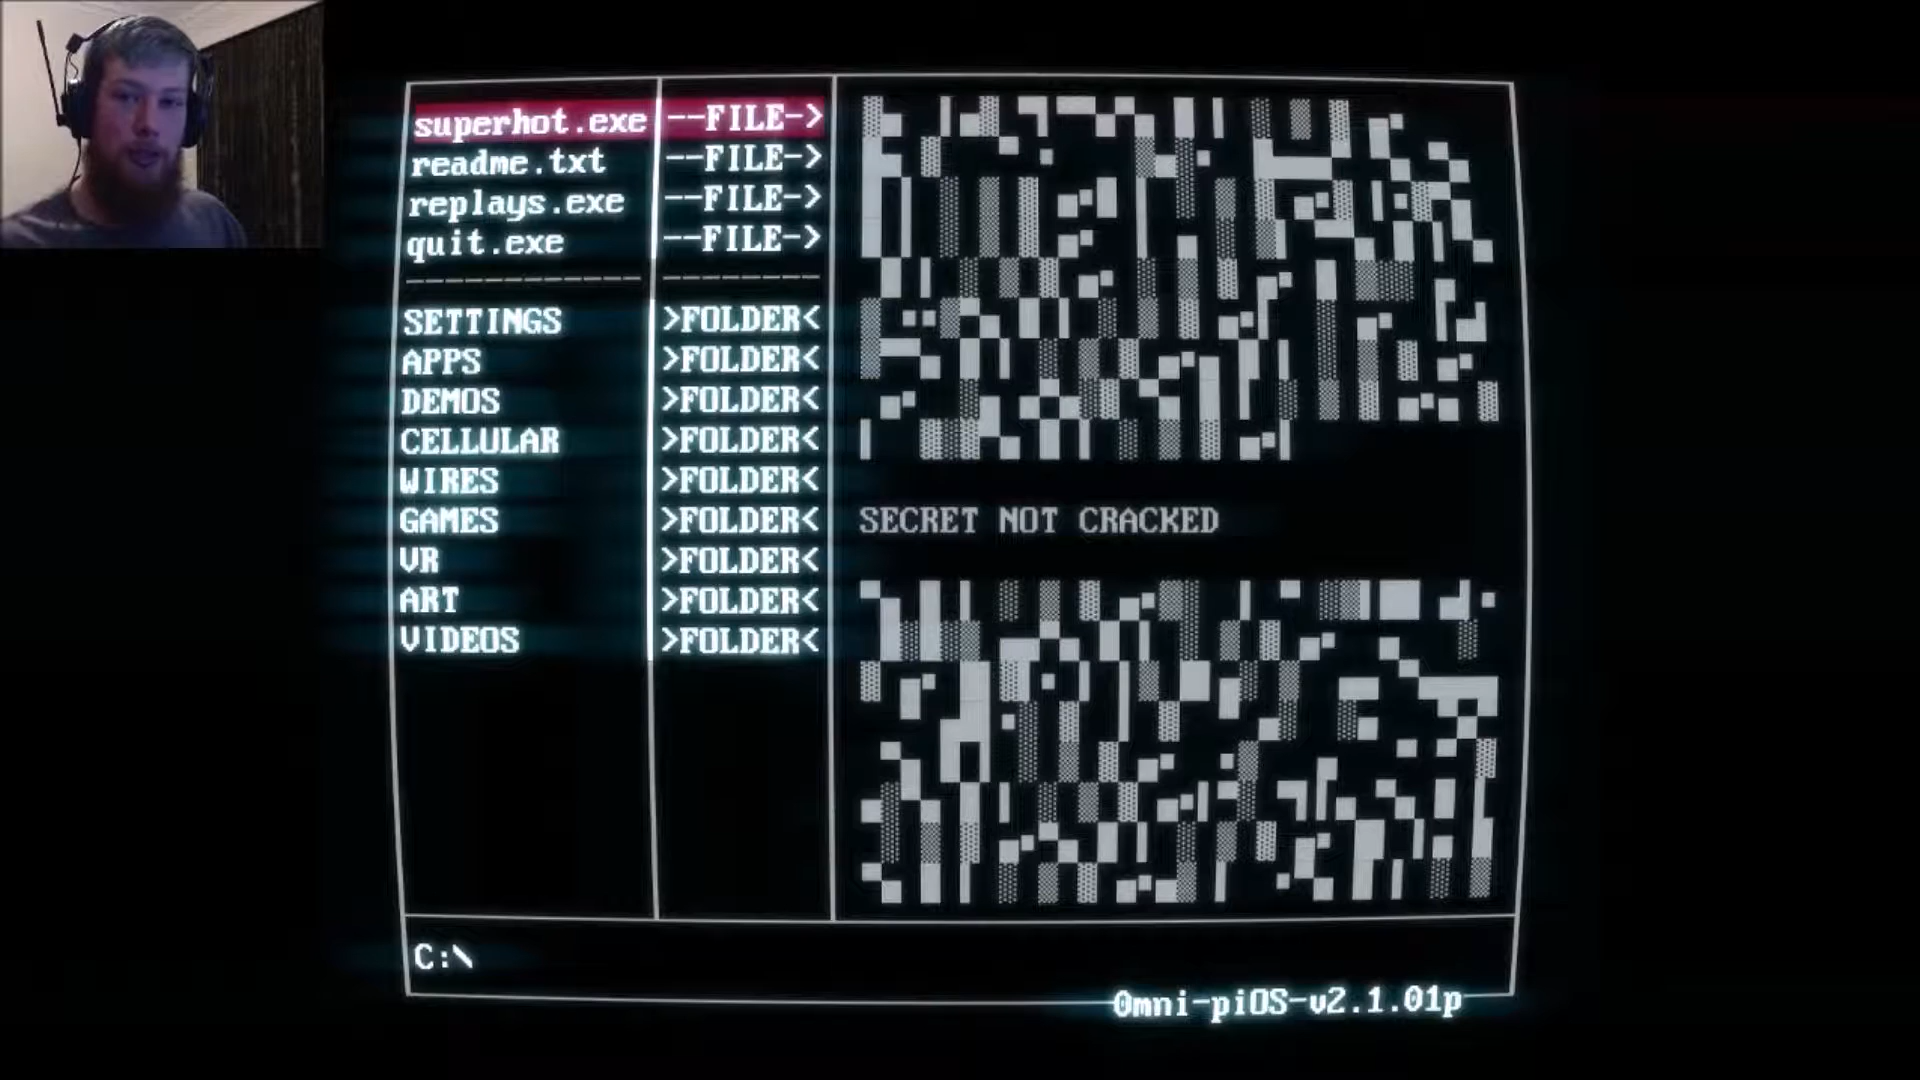 superhot.exe --FILE->
readme.txt --FILE->
replays.exe --FILE->
quit.exe --FILE->
SETTINGS >FOLDER<
APPS >FOLDER<
DEMOS >FOLDER<
CELLULAR >FOLDER<
WIRES >FOLDER<
GAMES >FOLDER<
VR >FOLDER<
ART >FOLDER<
VIDEOS >FOLDER<
SECRET NOT CRACKED
C:\
0mni-piOS-v2.1.01p